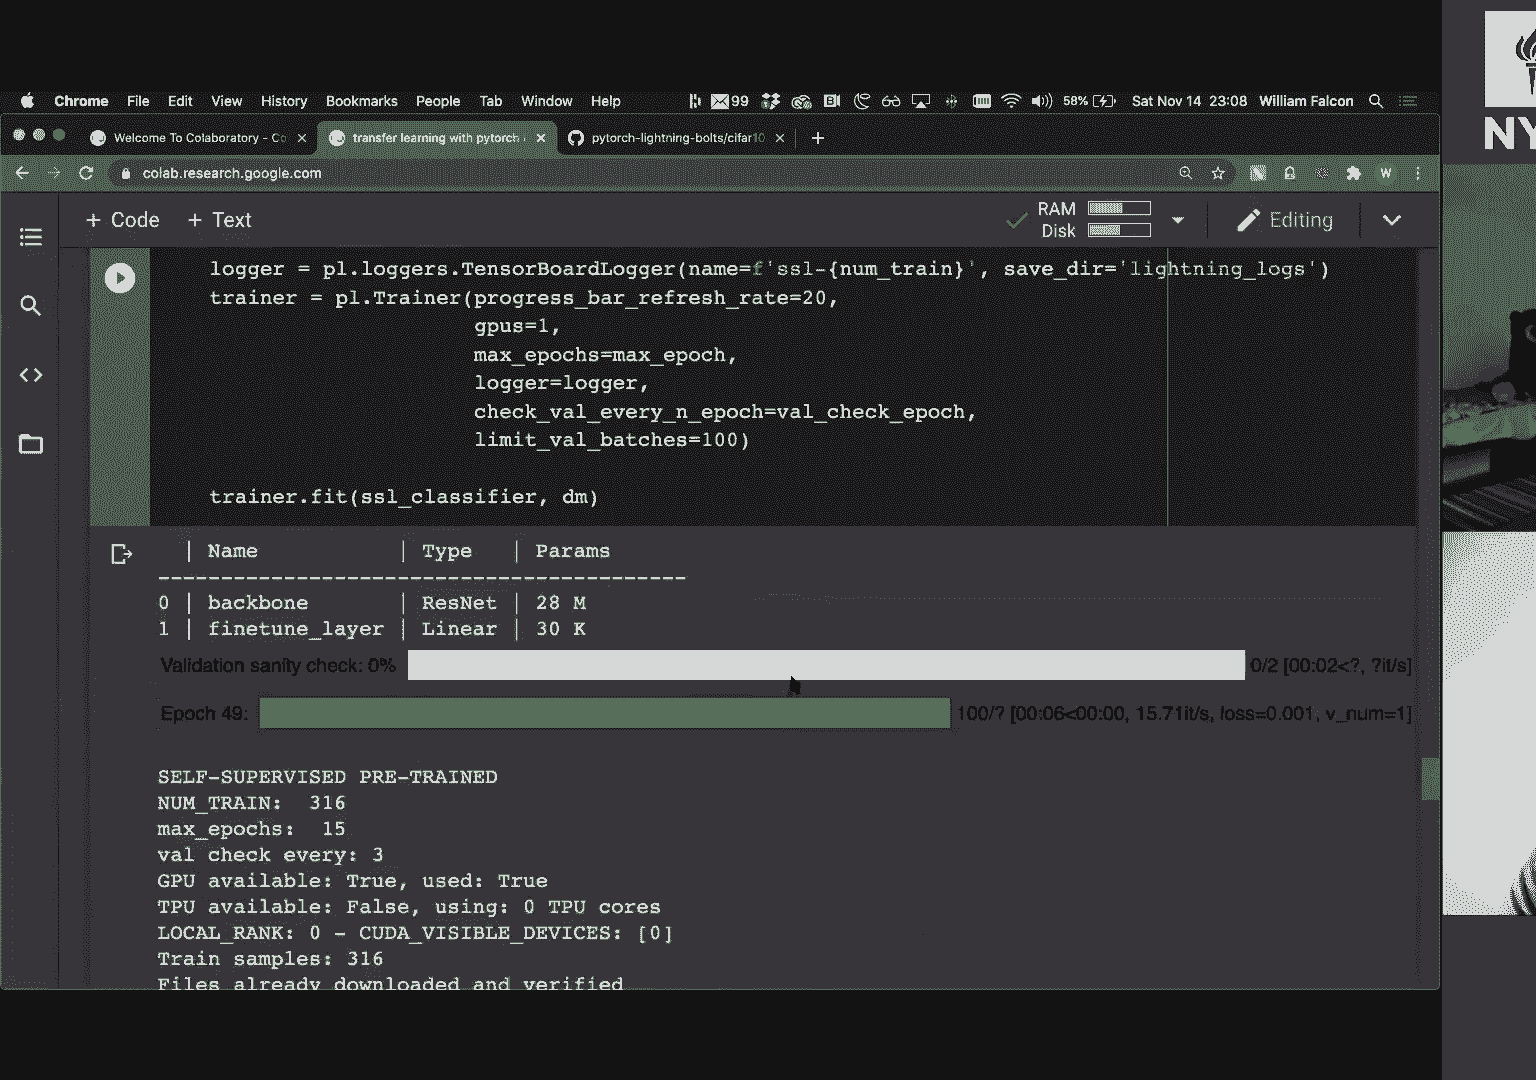 Chrome File Edit View History Bookmarks People Tab Window Help 99 58% Sat Nov 14 23:08 William Falcon
Welcome To Colaboratory - Co
transfer learning with pytorch
pytorch-lightning-bolts/cifar10
colab.research.google.com
W
+ Code + Text
RAM
Disk
Editing
logger = pl.loggers.TensorBoardLogger(name=f'ssl-{num_train}', save_dir='lightning_logs')
trainer = pl.Trainer(progress_bar_refresh_rate=20,
gpus=1,
max_epochs=max_epoch,
logger=logger,
check_val_every_n_epoch=val_check_epoch,
limit_val_batches=100)
trainer.fit(ssl_classifier, dm)
| Name | Type | Params
-----------------------------------------
0 | backbone | ResNet | 28 M
1 | finetune_layer | Linear | 30 K
Validation sanity check: 0% 0/2 [00:02<?, ?it/s]
Epoch 49: 100/? [00:06<00:00, 15.71it/s, loss=0.001, v_num=1]
SELF-SUPERVISED PRE-TRAINED
NUM_TRAIN: 316
max_epochs: 15
val check every: 3
GPU available: True, used: True
TPU available: False, using: 0 TPU cores
LOCAL_RANK: 0 - CUDA_VISIBLE_DEVICES: [0]
Train samples: 316
Files already downloaded and verified
NY